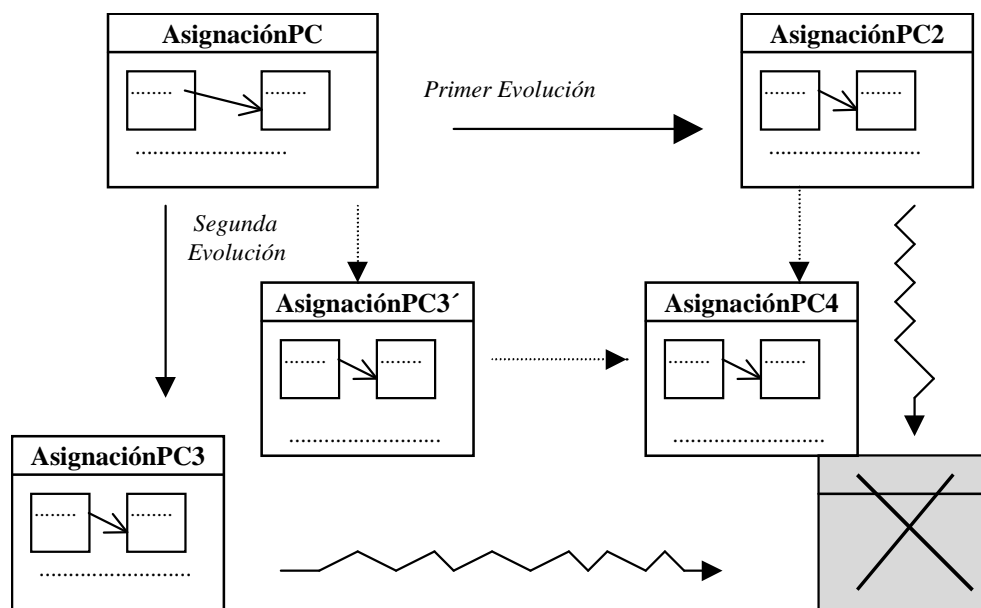 AsignaciónPC
AsignaciónPC2
Primer Evolución
Segunda
Evolución
AsignaciónPC3´
AsignaciónPC4
AsignaciónPC3